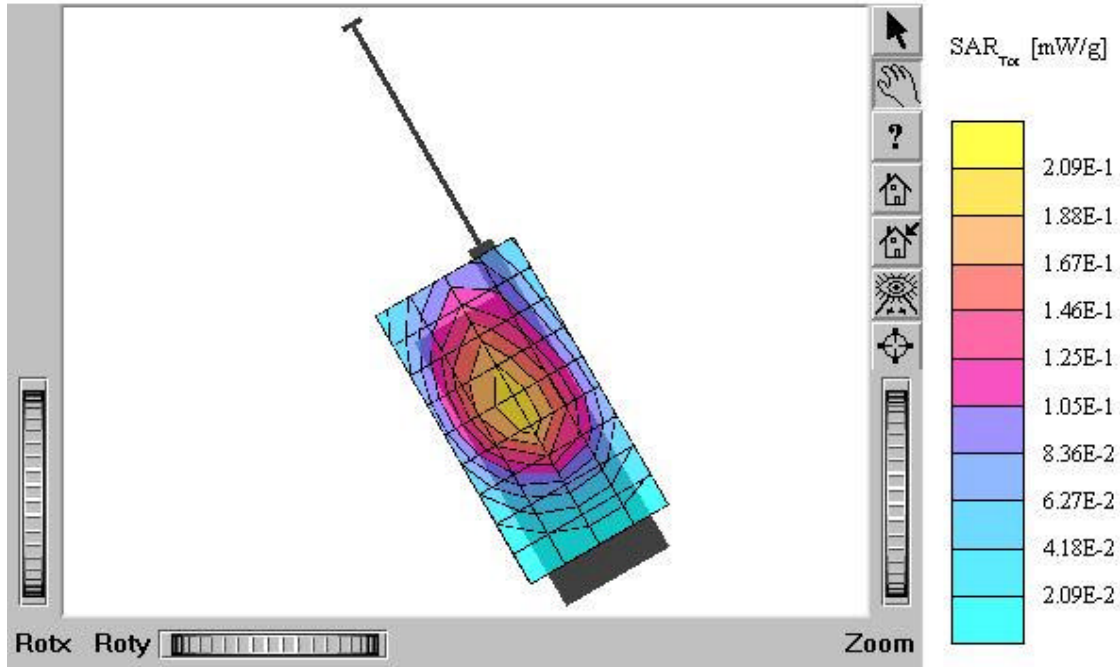 SAR_Tot [mW/g]
2.09E-1
1.88E-1
1.67E-1
1.46E-1
1.25E-1
1.05E-1
8.36E-2
6.27E-2
4.18E-2
2.09E-2
?
Rotx Roty Zoom